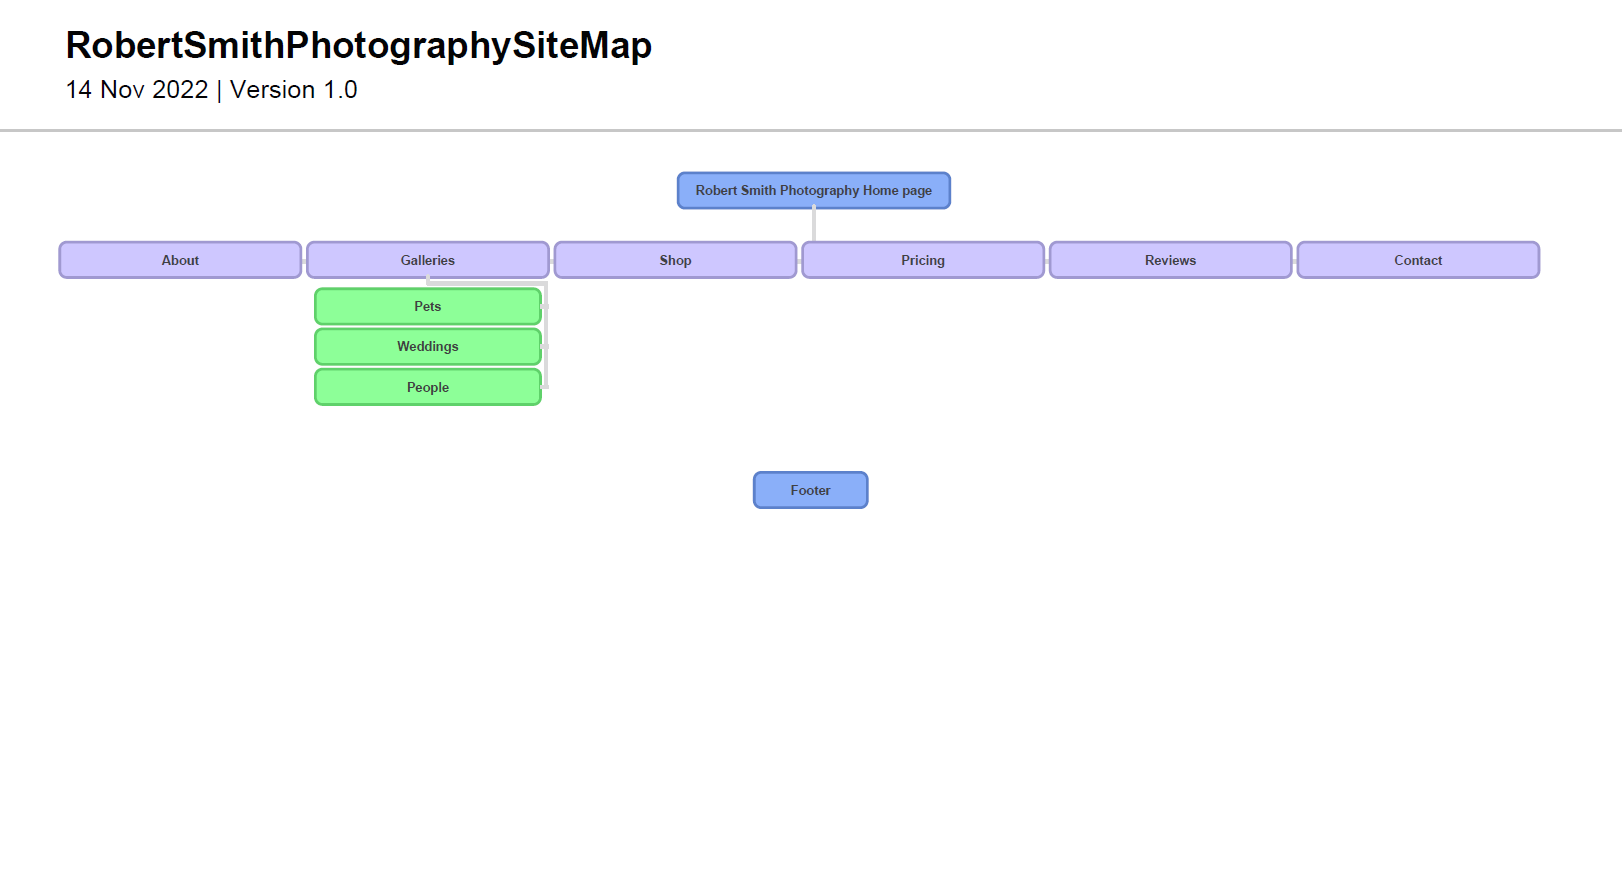 RobertSmithPhotographySiteMap
14 Nov 2022 | Version 1.0
Robert Smith Photography Home page
About
Galleries
Shop
Pricing
Reviews
Contact
Pets
Weddings
People
Footer